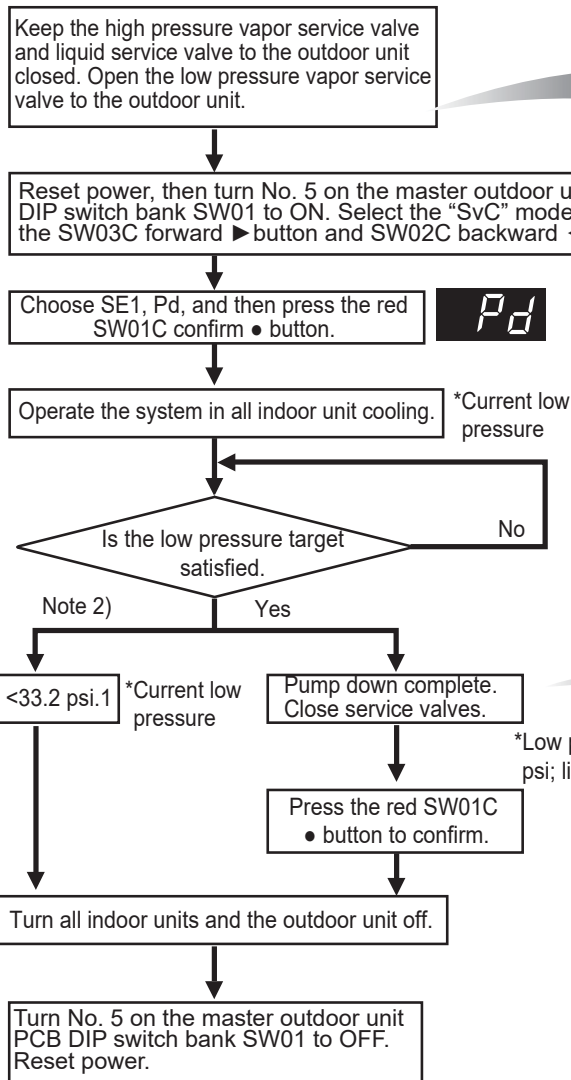 Keep the high pressure vapor service valve
and liquid service valve to the outdoor unit
closed. Open the low pressure vapor service
valve to the outdoor unit.
Reset power, then turn No. 5 on the master outdoor
DIP switch bank SW01 to ON. Select the “SvC” mode
the SW03C forward ►button and SW02C backward
Choose SE1, Pd, and then press the red
SW01C confirm ● button.
Pd
Operate the system in all indoor unit cooling.
*Current low
pressure
Is the low pressure target
satisfied.
No
Note 2)
Yes
<33.2 psi.1
*Current low
pressure
Pump down complete.
Close service valves.
*Low
psi;
Press the red SW01C
● button to confirm.
Turn all indoor units and the outdoor unit off.
Turn No. 5 on the master outdoor unit
PCB DIP switch bank SW01 to OFF.
Reset power.